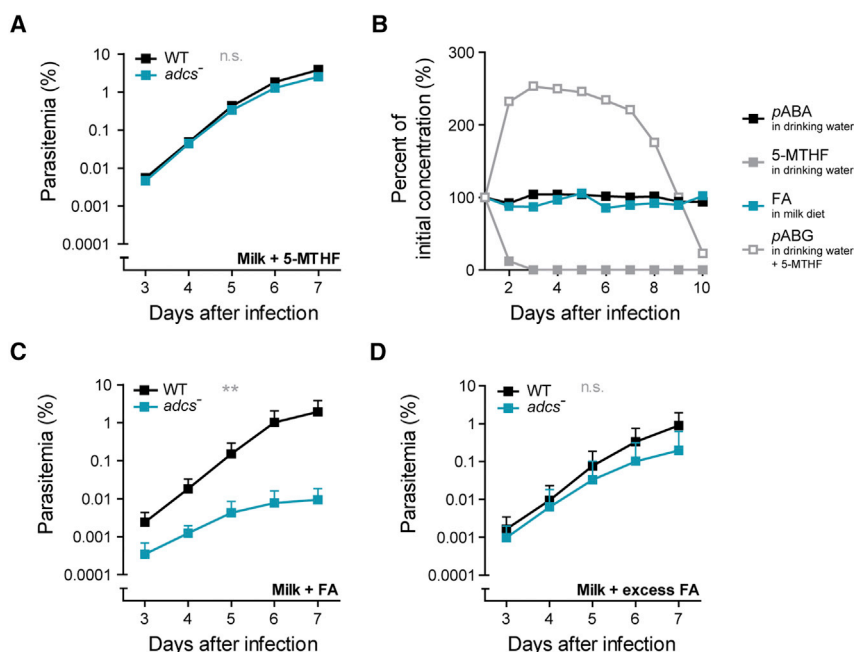 A
WT
adcs-
n.s.
Parasitemia (%)
10
1
0.1
0.01
0.001
0.0001
Milk + 5-MTHF
3 4 5 6 7
Days after infection
B
Percent of
initial concentration (%)
300
200
100
0
2 4 6 8 10
Days after infection
pABA
in drinking water
5-MTHF
in drinking water
FA
in milk diet
pABG
in drinking water
+ 5-MTHF
C
WT
adcs-
**
Parasitemia (%)
10
1
0.1
0.01
0.001
0.0001
Milk + FA
3 4 5 6 7
Days after infection
D
WT
adcs-
n.s.
Parasitemia (%)
10
1
0.1
0.01
0.001
0.0001
Milk + excess FA
3 4 5 6 7
Days after infection